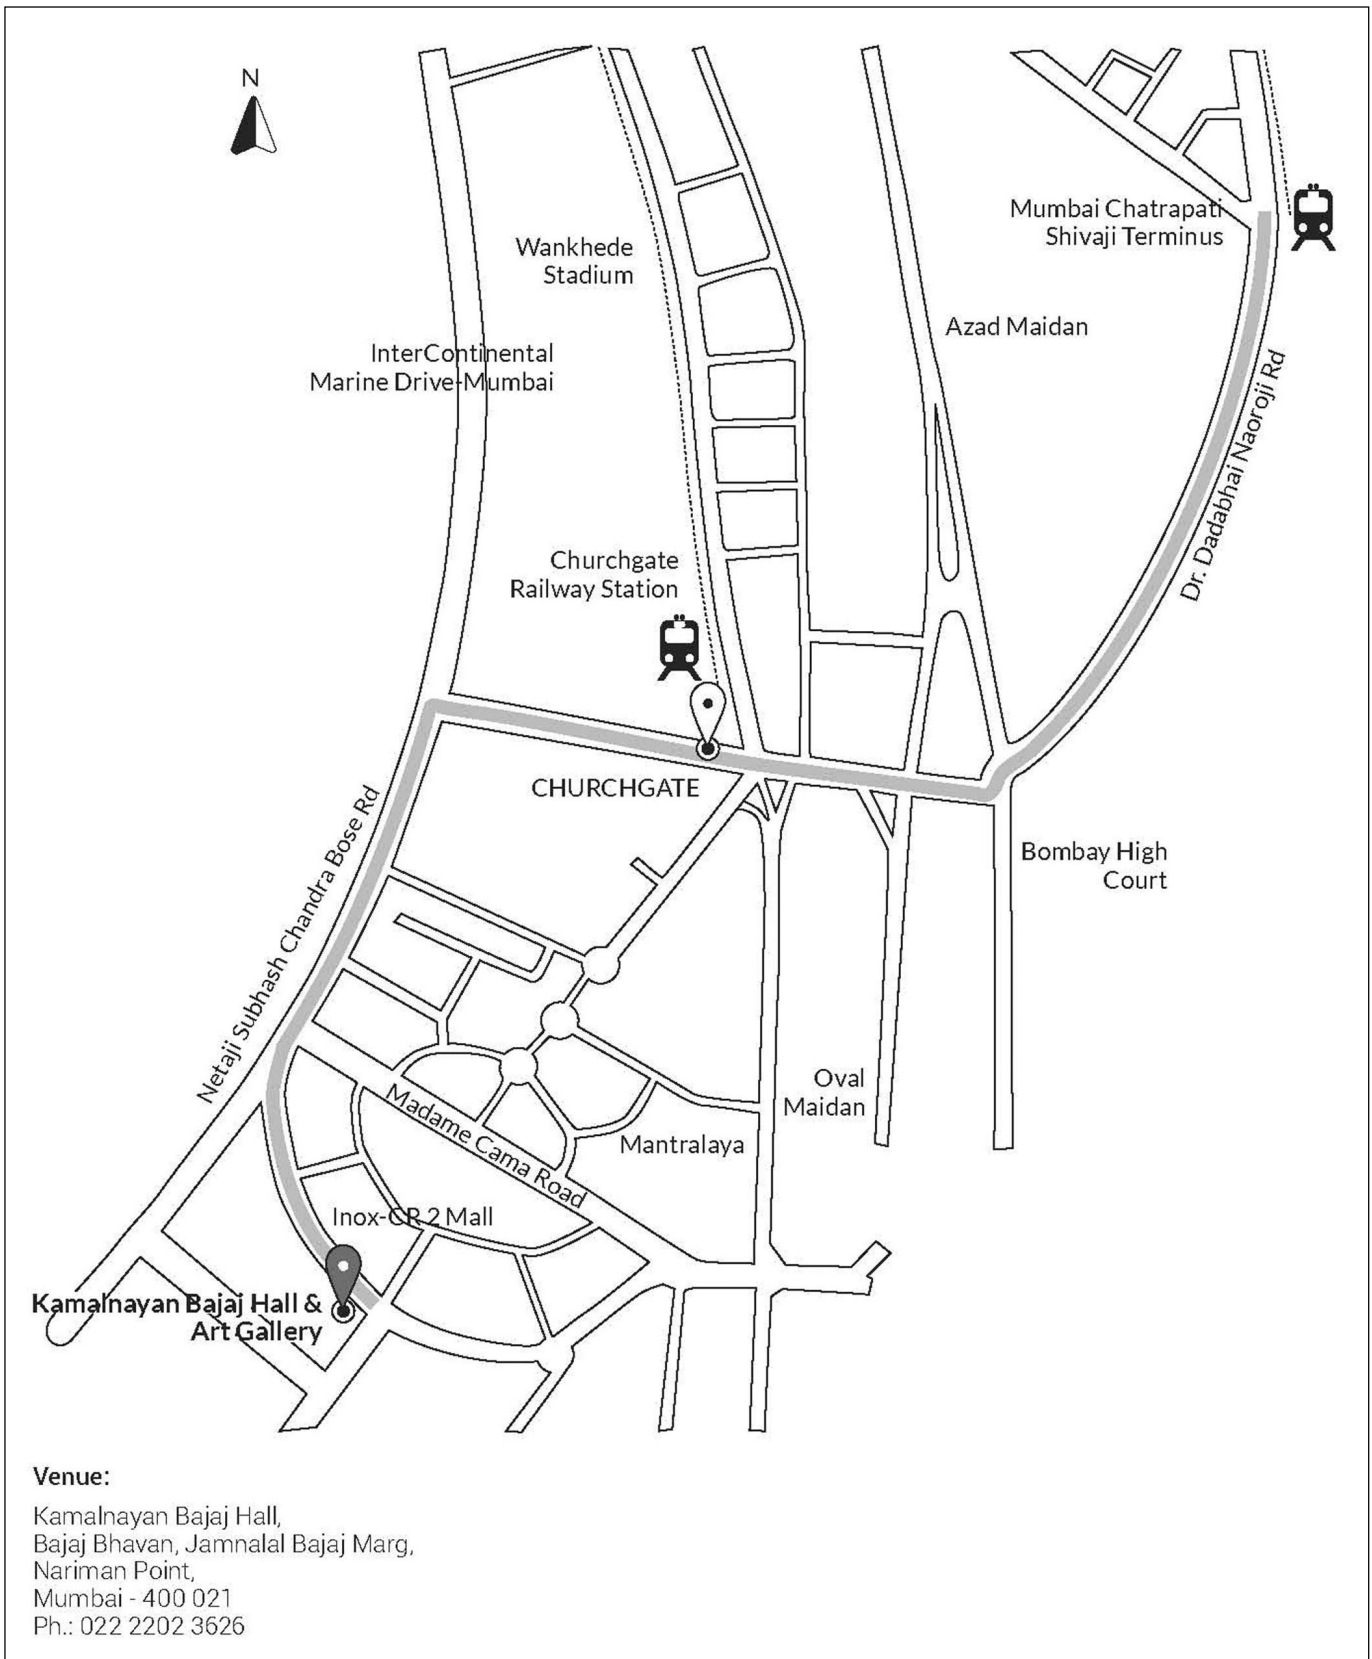 N
Mumbai Chatrapati
Shivaji Terminus
Wankhede
Stadium
Azad Maidan
InterContinental
Marine Drive-Mumbai
Dr. Dadabhai Naoroji Rd
Churchgate
Railway Station
CHURCHGATE
Netaji Subhash Chandra Bose Rd
Bombay High
Court
Oval
Maidan
Madame Cama Road
Mantralaya
Inox-CR 2 Mall
Kamalnayan Bajaj Hall &
Art Gallery
Venue:
Kamalnayan Bajaj Hall,
Bajaj Bhavan, Jamnalal Bajaj Marg,
Nariman Point,
Mumbai - 400 021
Ph.: 022 2202 3626